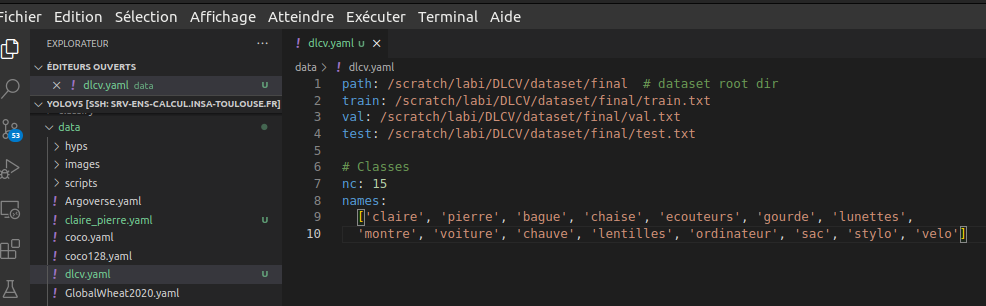 Fichier Edition Sélection Affichage Atteindre Exécuter Terminal Aide
EXPLORATEUR ···
ÉDITEURS OUVERTS
! dlcv.yaml data U
YOLOV5 [SSH: SRV-ENS-CALCUL.INSA-TOULOUSE.FR]
data
hyps
images
scripts
! Argoverse.yaml
! claire_pierre.yaml U
! coco.yaml
! coco128.yaml
! dlcv.yaml U
! GlobalWheat2020.yaml
53
! dlcv.yaml U
data > ! dlcv.yaml
1 path: /scratch/labi/DLCV/dataset/final # dataset root dir
2 train: /scratch/labi/DLCV/dataset/final/train.txt
3 val: /scratch/labi/DLCV/dataset/final/val.txt
4 test: /scratch/labi/DLCV/dataset/final/test.txt
5
6 # Classes
7 nc: 15
8 names:
9 ['claire', 'pierre', 'bague', 'chaise', 'ecouteurs', 'gourde', 'lunettes',
10 'montre', 'voiture', 'chauve', 'lentilles', 'ordinateur', 'sac', 'stylo', 'velo']